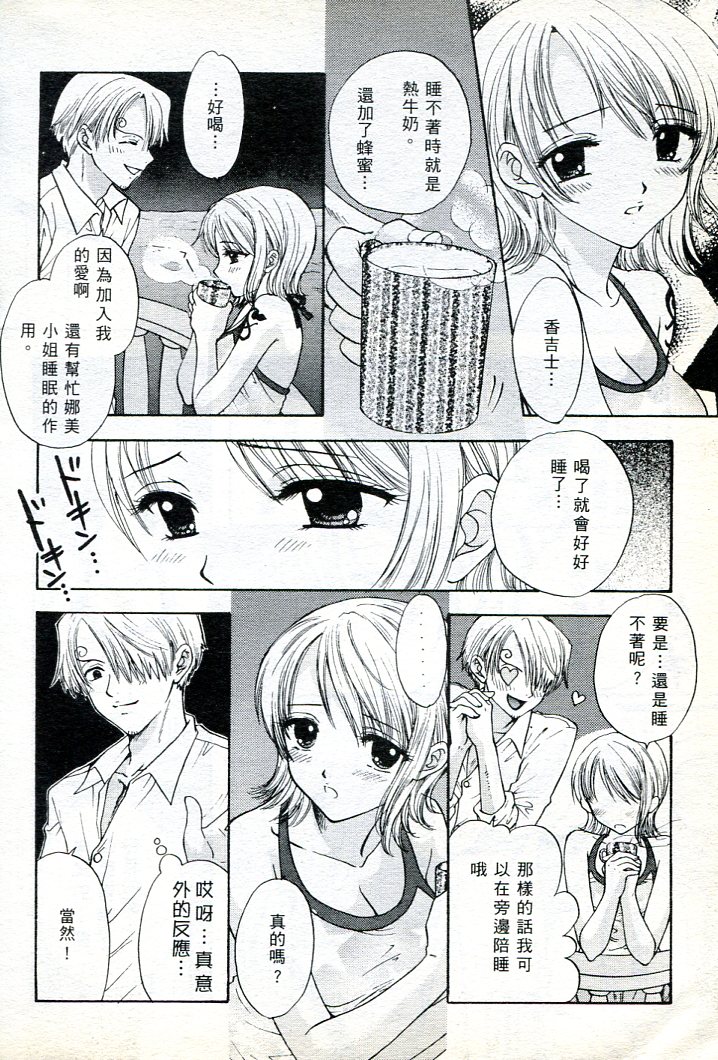 香吉士…
睡不著時就是
熱牛奶。
還加了蜂蜜…
…好喝…
因為加入我
的愛啊
還有幫忙娜美
小姐睡眠的作
用。
喝了就會好好
睡了…
ドキン…
ドキン…
要是…還是睡
不著呢？
那樣的話我可
以在旁邊陪睡
哦
……
真的嗎？
哎呀…真意
外的反應…
當然！